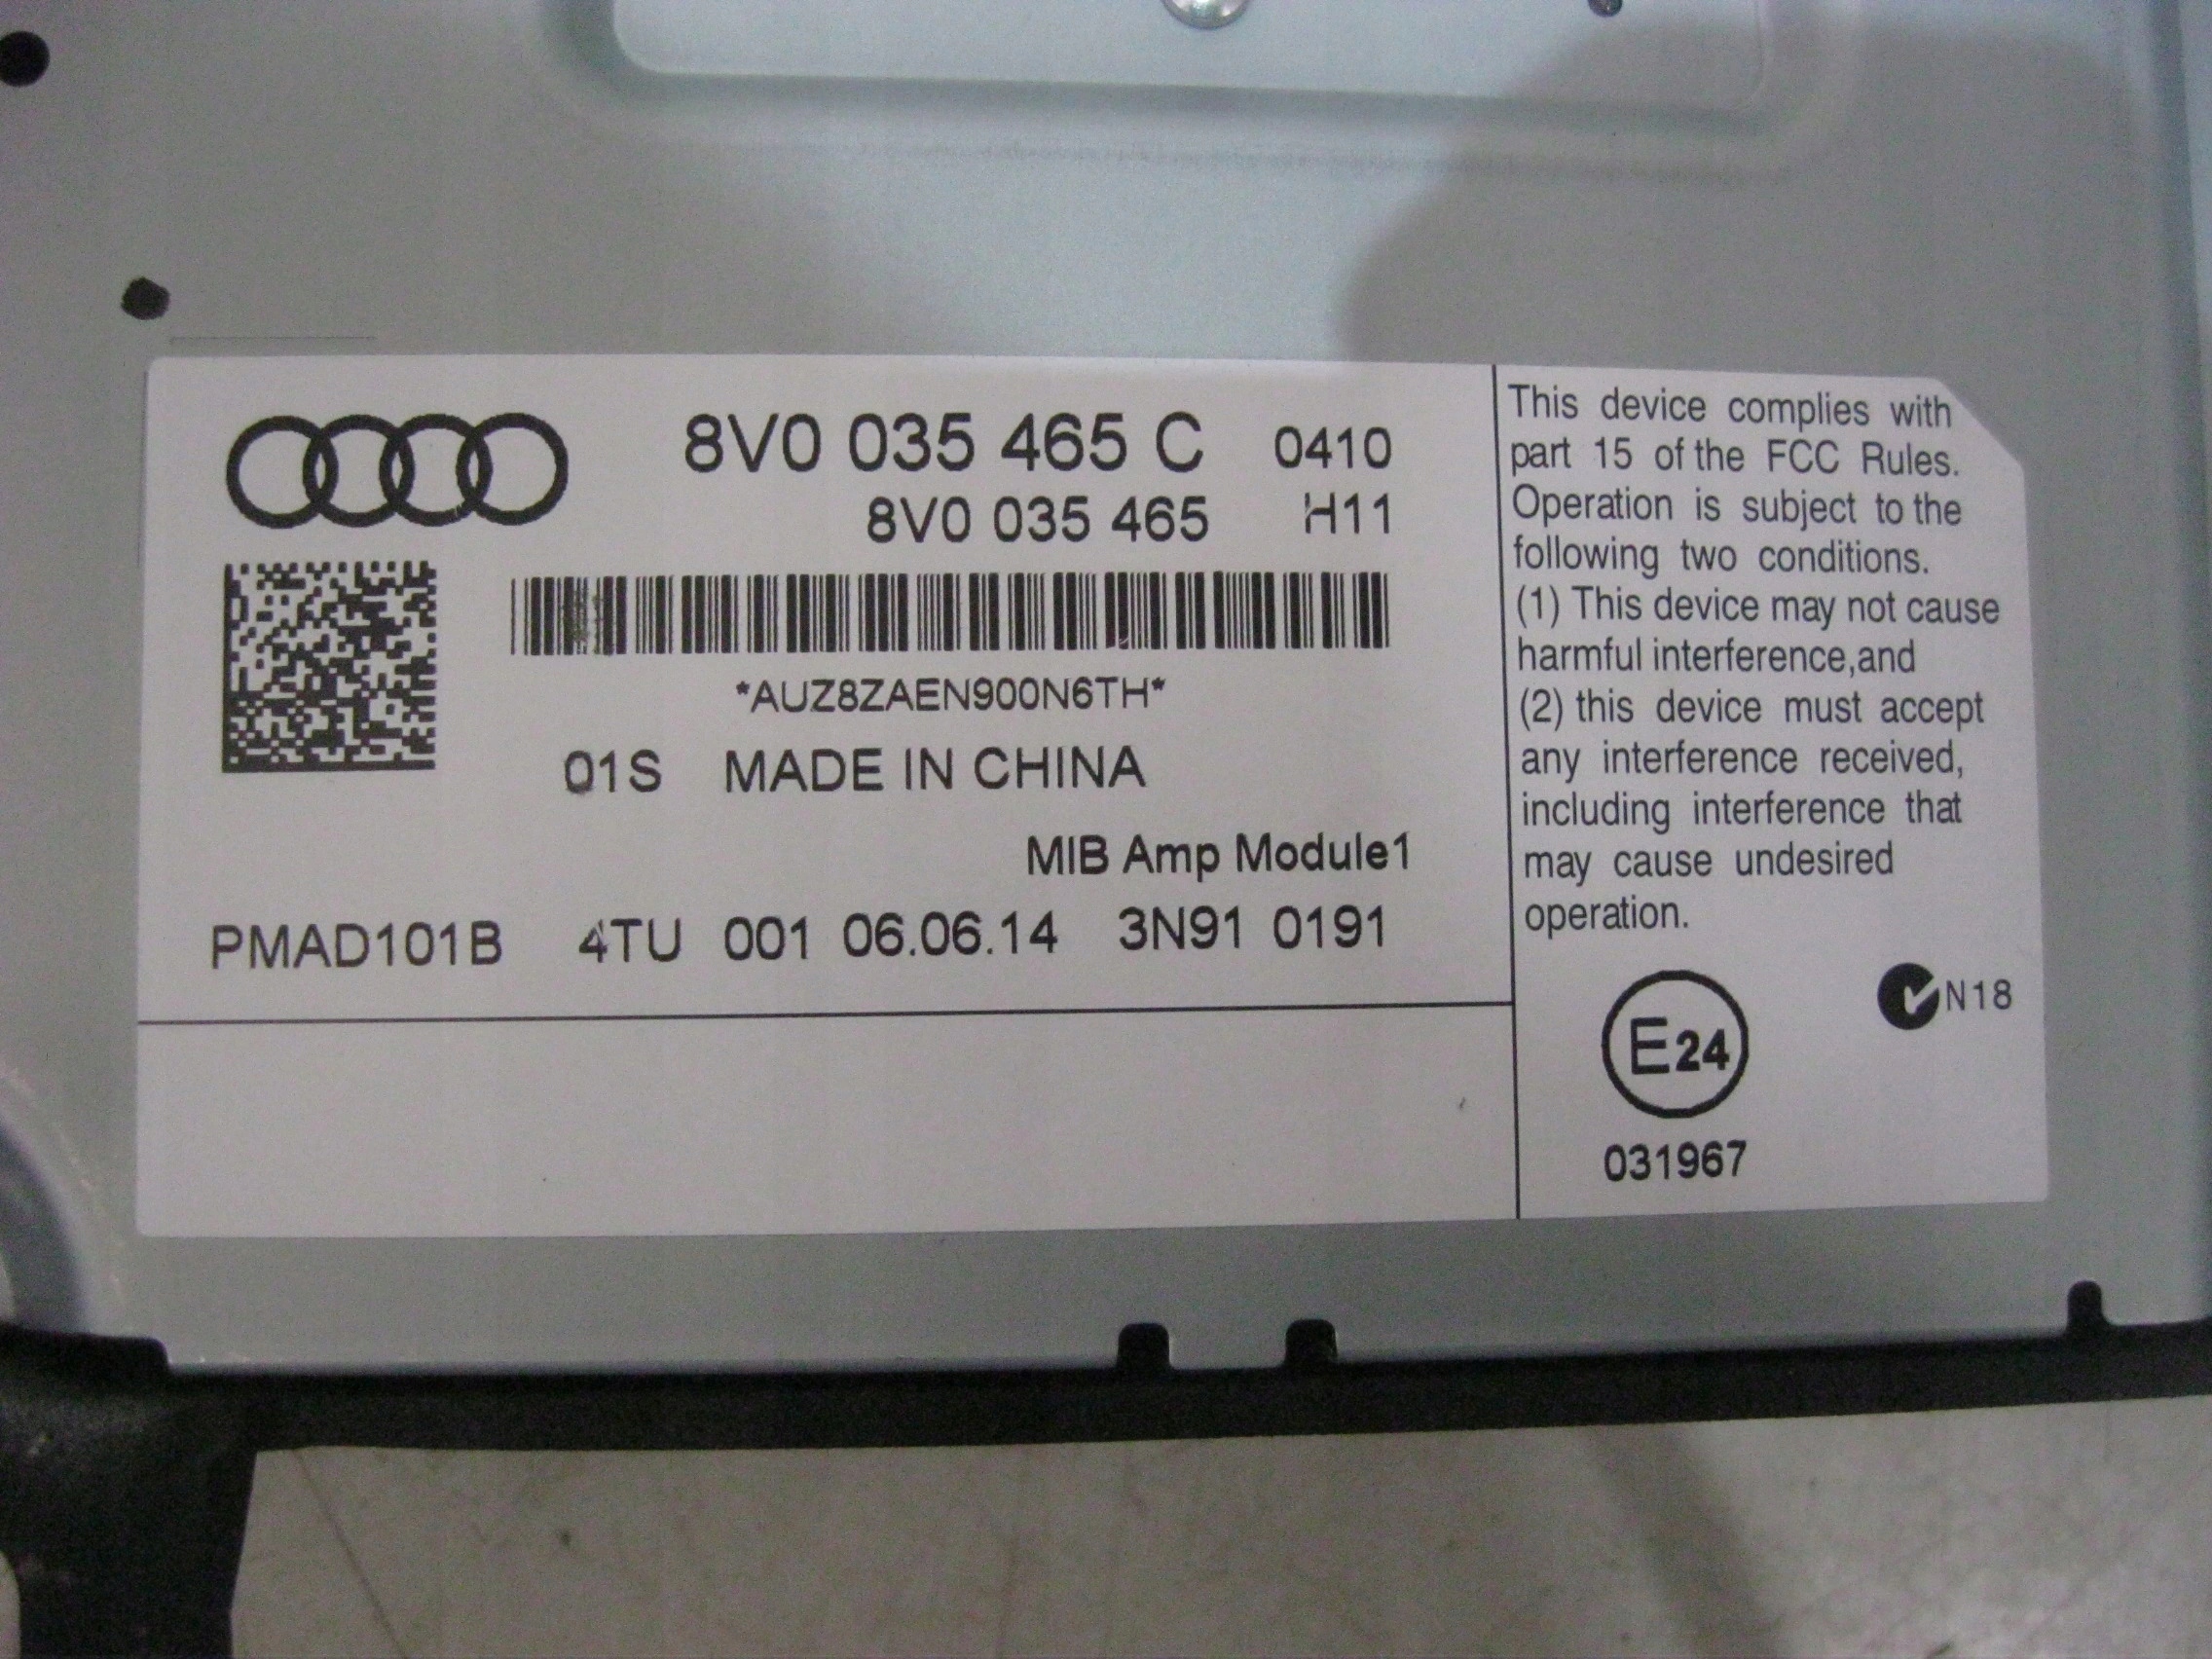 8V0 035 465 C 0410
8V0 035 465 H11
*AUZ8ZAEN900N6TH*
01S MADE IN CHINA
MIB Amp Module1
PMAD101B 4TU 001 06.06.14 3N91 0191
This device complies with
part 15 of the FCC Rules.
Operation is subject to the
following two conditions.
(1) This device may not cause
harmful interference,and
(2) this device must accept
any interference received,
including interference that
may cause undesired
operation.
E24
N18
031967